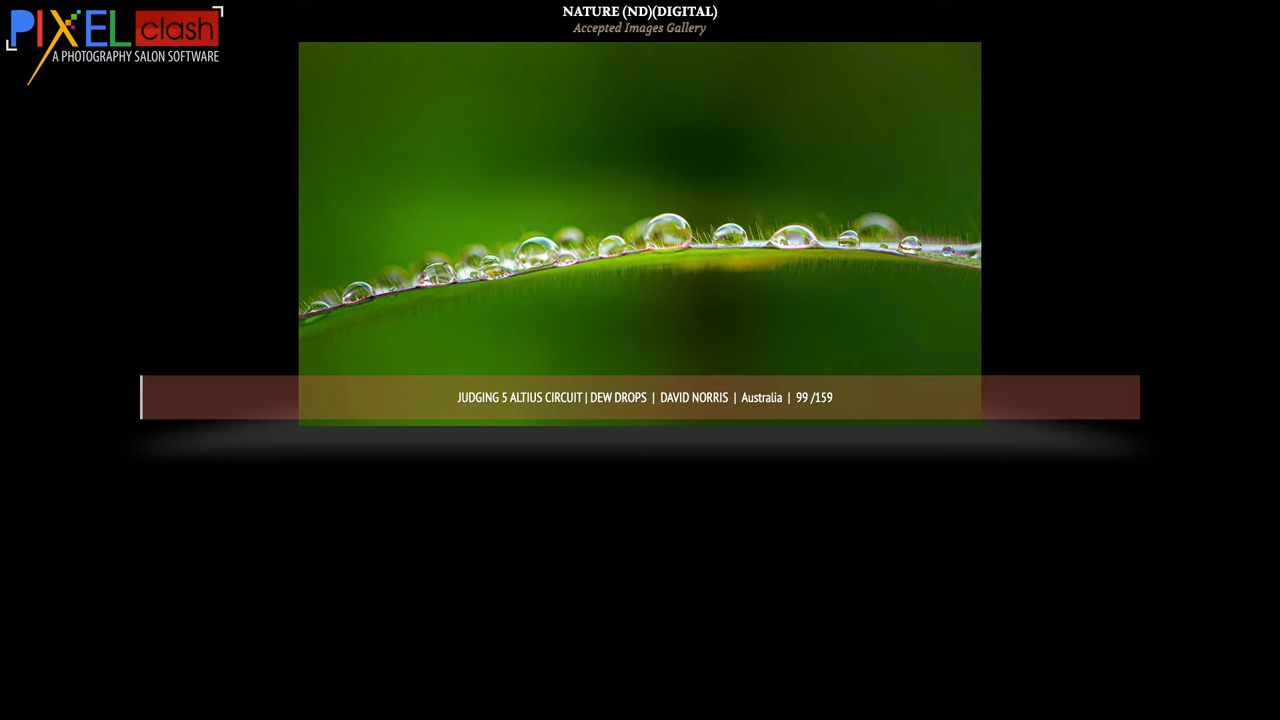 PIXEL clash
A PHOTOGRAPHY SALON SOFTWARE
NATURE (ND)(DIGITAL)
Accepted Images Gallery
JUDGING 5 ALTIUS CIRCUIT | DEW DROPS | DAVID NORRIS | Australia | 99 /159